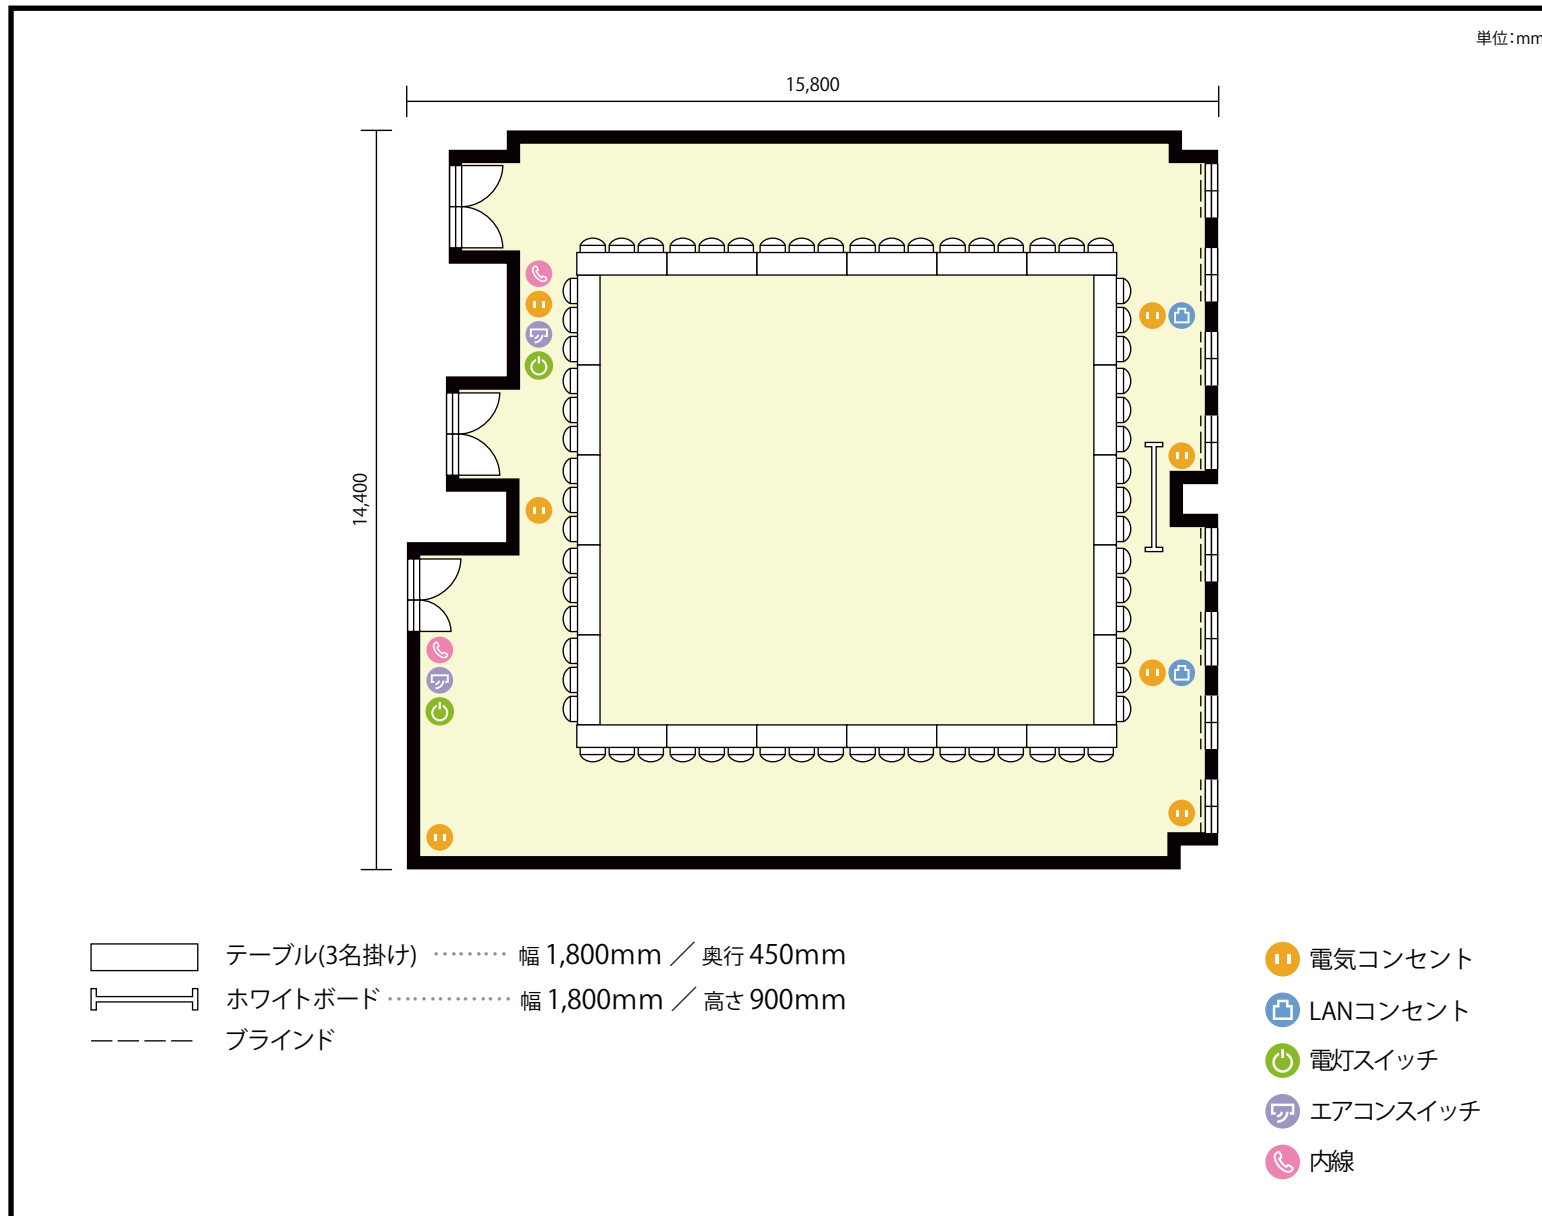 単位:mm
15,800
14,400
テーブル(3名掛け) ……… 幅 1,800mm ／ 奥行 450mm
ホワイトボード …………… 幅 1,800mm ／ 高さ 900mm
ブラインド
電気コンセント
LANコンセント
電灯スイッチ
エアコンスイッチ
内線